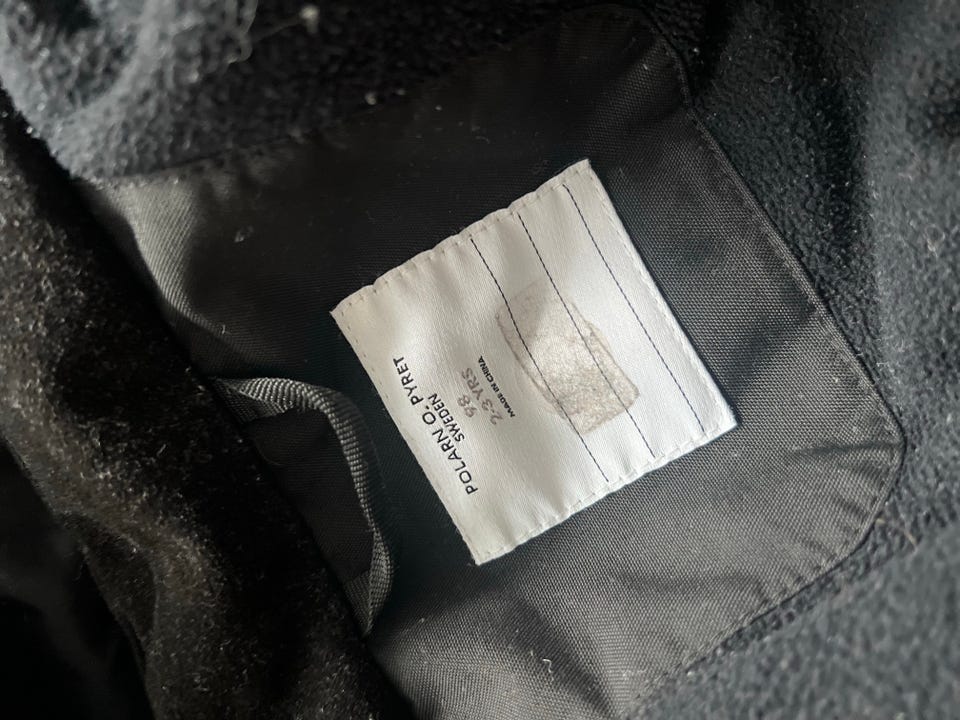 POLARN O. PYRET
SWEDEN
98
2-3 YRS
MADE IN CHINA